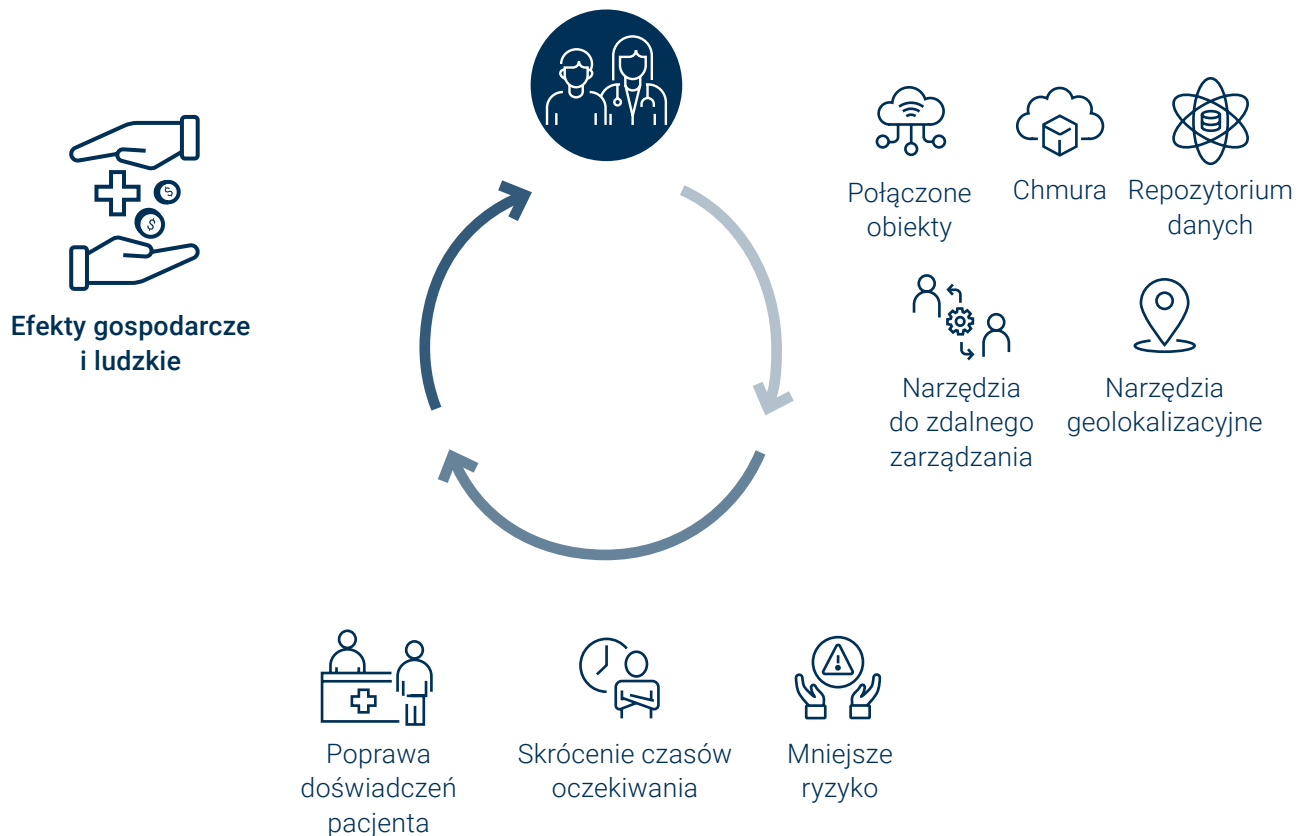 Połączone
obiekty
Chmura
Repozytorium
danych
Efekty gospodarcze
i ludzkie
Narzędzia
do zdalnego
zarządzania
Narzędzia
geolokalizacyjne
Poprawa
doświadczeń
pacjenta
Skrócenie czasów
oczekiwania
Mniejsze
ryzyko